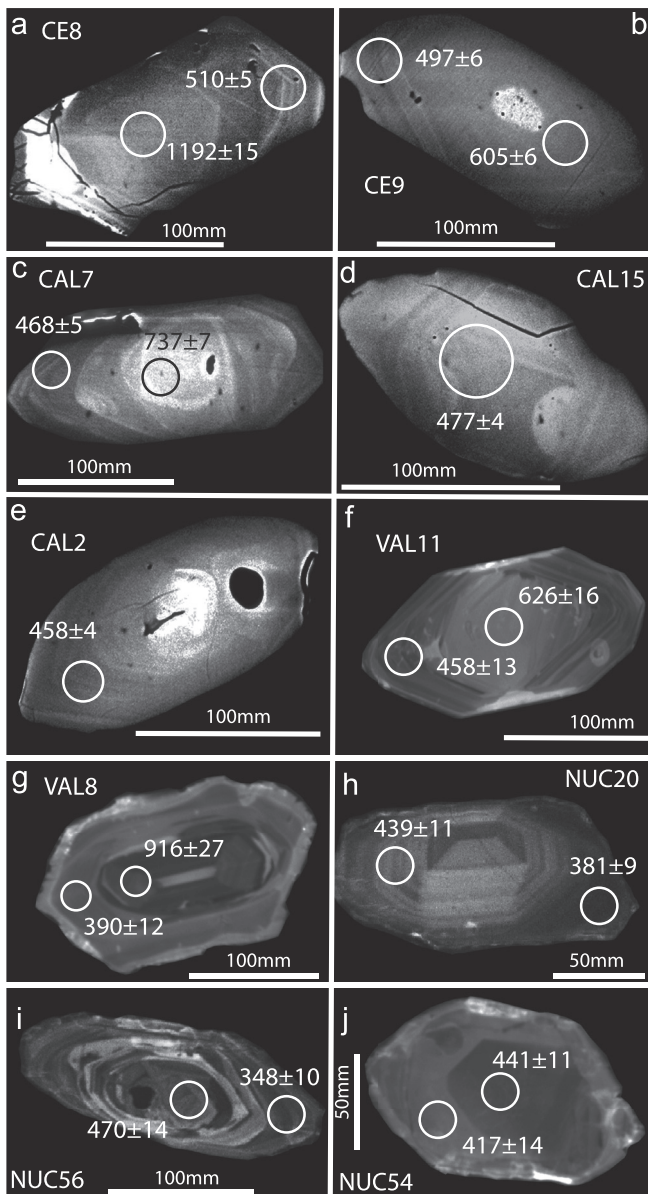 a CE8
510±5
1192±15
100mm
b
497±6
605±6
CE9
100mm
c CAL7
468±5
737±7
100mm
d CAL15
477±4
100mm
e
CAL2
458±4
100mm
f
VAL11
626±16
458±13
100mm
g VAL8
916±27
390±12
100mm
h NUC20
439±11
381±9
50mm
i
348±10
470±14
NUC56
100mm
j
441±11
50mm
417±14
NUC54